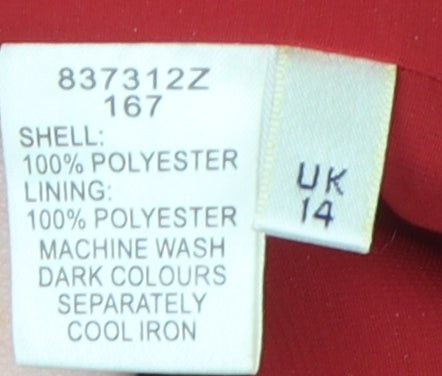 837312Z
167
SHELL:
100% POLYESTER
LINING:
100% POLYESTER
MACHINE WASH
DARK COLOURS
SEPARATELY
COOL IRON
UK
14